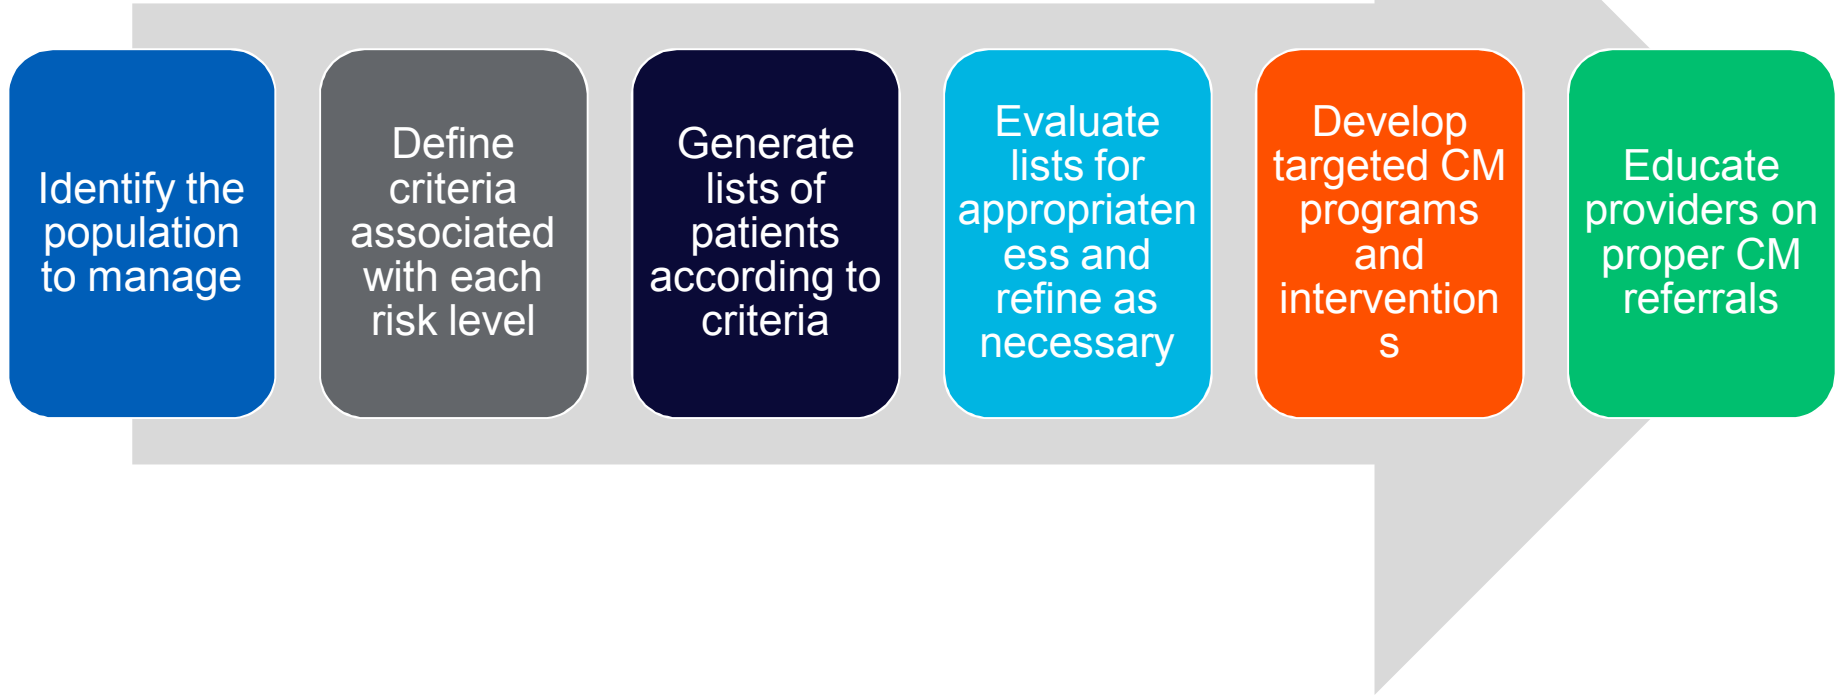 Identify the
population
to manage
Define
criteria
associated
with each
risk level
Generate
lists of
patients
according to
criteria
Evaluate
lists for
appropriaten
ess and
refine as
necessary
Develop
targeted CM
programs
and
intervention
s
Educate
providers on
proper CM
referrals